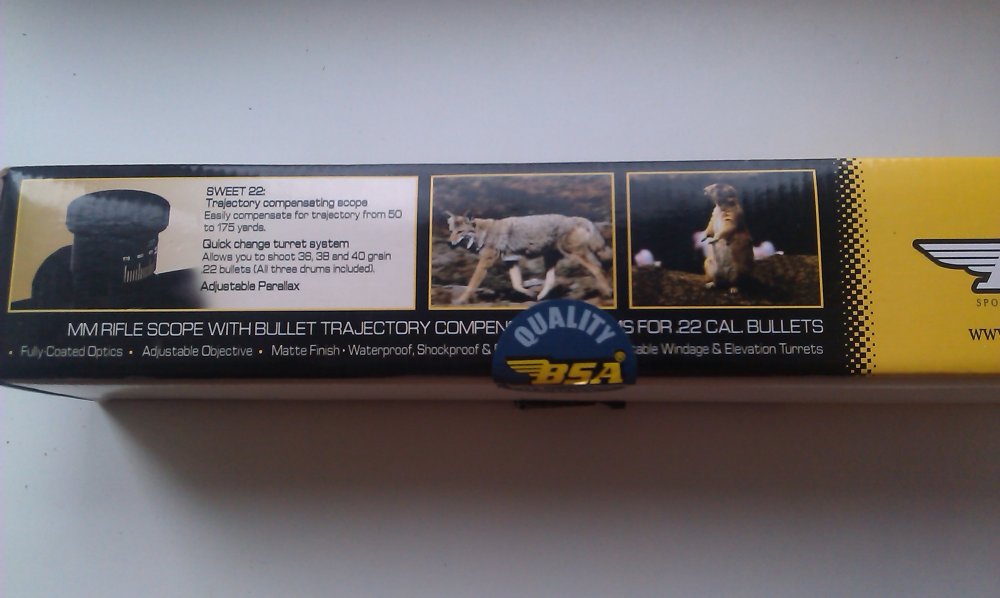 SWEET 22:
Trajectory compensating scope
Easily compensate for trajectory from 50
to 175 yards.
Quick change turret system
Allows you to shoot 36, 38 and 40 grain
.22 bullets (All three drums included).
Adjustable Parallax
MM RIFLE SCOPE WITH BULLET TRAJECTORY COMPEN S FOR .22 CAL. BULLETS
• Fully-Coated Optics • Adjustable Objective • Matte Finish • Waterproof, Shockproof & Windage & Elevation Turrets
QUALITY
BSA®
SPO
WWW